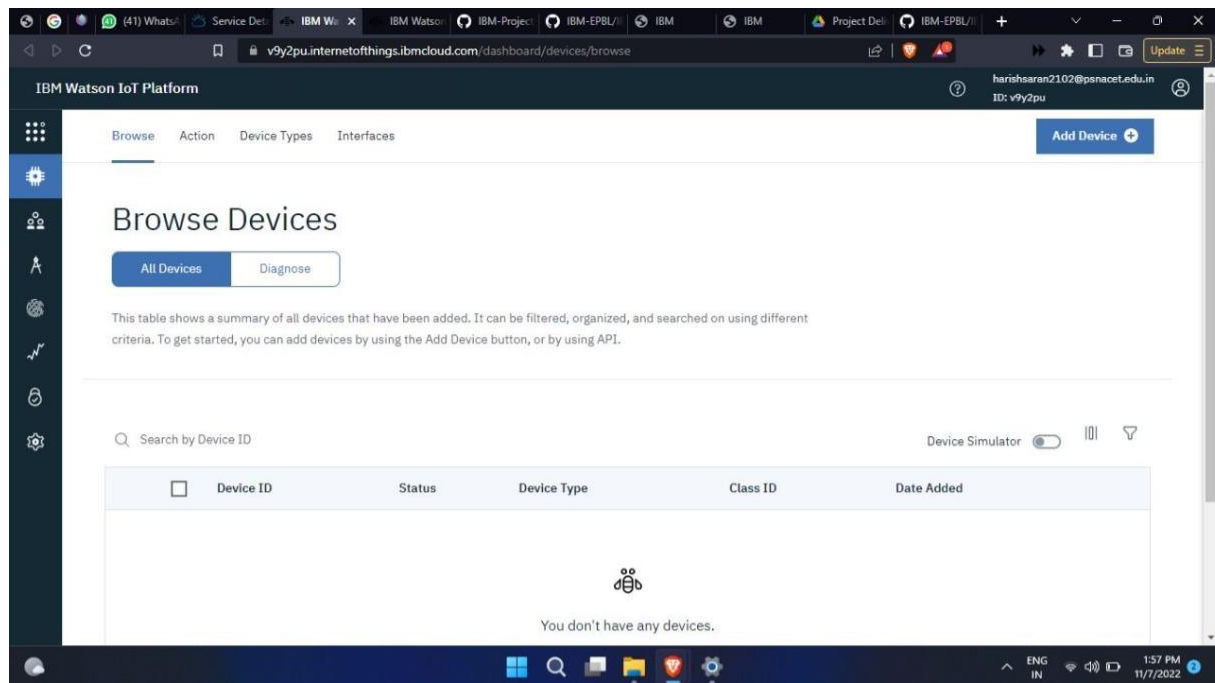 (41) WhatsA Service Deta IBM Wa IBM Watson IBM-Project IBM-EPBL/I IBM IBM Project Deli IBM-EPBL/I
v9y2pu.internetofthings.ibmcloud.com/dashboard/devices/browse Update
IBM Watson IoT Platform
harishsaran2102@psnacet.edu.in
ID: v9y2pu
Browse Action Device Types Interfaces Add Device
Browse Devices
All Devices Diagnose
This table shows a summary of all devices that have been added. It can be filtered, organized, and searched on using different
criteria. To get started, you can add devices by using the Add Device button, or by using API.
Search by Device ID Device Simulator
Device ID Status Device Type Class ID Date Added
You don't have any devices.
ENG
IN
1:57 PM
11/7/2022
2